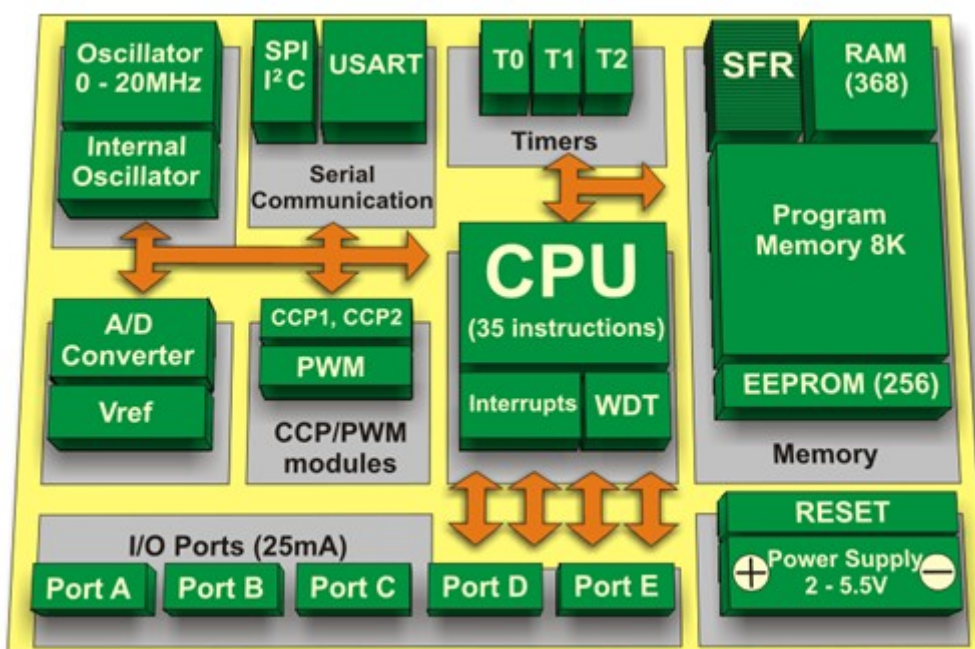 Oscillator
0 - 20MHz
Internal
Oscillator
SPI
I²C
USART
Serial
Communication
T0
T1
T2
Timers
SFR
RAM
(368)
Program
Memory 8K
EEPROM (256)
Memory
A/D
Converter
Vref
CCP1, CCP2
PWM
CCP/PWM
modules
CPU
(35 instructions)
Interrupts
WDT
I/O Ports (25mA)
Port A
Port B
Port C
Port D
Port E
RESET
+
Power Supply
2 - 5.5V
−